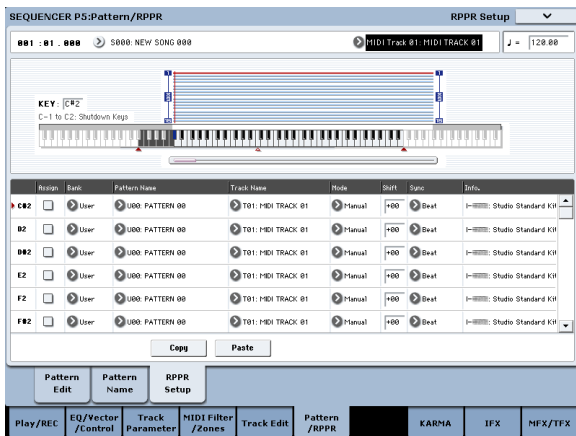 SEQUENCER P5:Pattern/RPPR RPPR Setup
001 :01 . 000 S000: NEW SONG 000 MIDI Track 01: MIDI TRACK 01 ♩ = 120.00
KEY: C#2
C-1 to C2: Shutdown Keys
Assign Bank Pattern Name Track Name Mode Shift Sync Info.
C#2 User U00: PATTERN 00 T01: MIDI TRACK 01 Manual +00 Beat : Studio Standard Kit
D2 User U00: PATTERN 00 T01: MIDI TRACK 01 Manual +00 Beat : Studio Standard Kit
D#2 User U00: PATTERN 00 T01: MIDI TRACK 01 Manual +00 Beat : Studio Standard Kit
E2 User U00: PATTERN 00 T01: MIDI TRACK 01 Manual +00 Beat : Studio Standard Kit
F2 User U00: PATTERN 00 T01: MIDI TRACK 01 Manual +00 Beat : Studio Standard Kit
F#2 User U00: PATTERN 00 T01: MIDI TRACK 01 Manual +00 Beat : Studio Standard Kit
Copy Paste
Pattern Edit Pattern Name RPPR Setup
Play/REC EQ/Vector /Control Track Parameter MIDI Filter /Zones Track Edit Pattern /RPPR KARMA IFX MFX/TFX